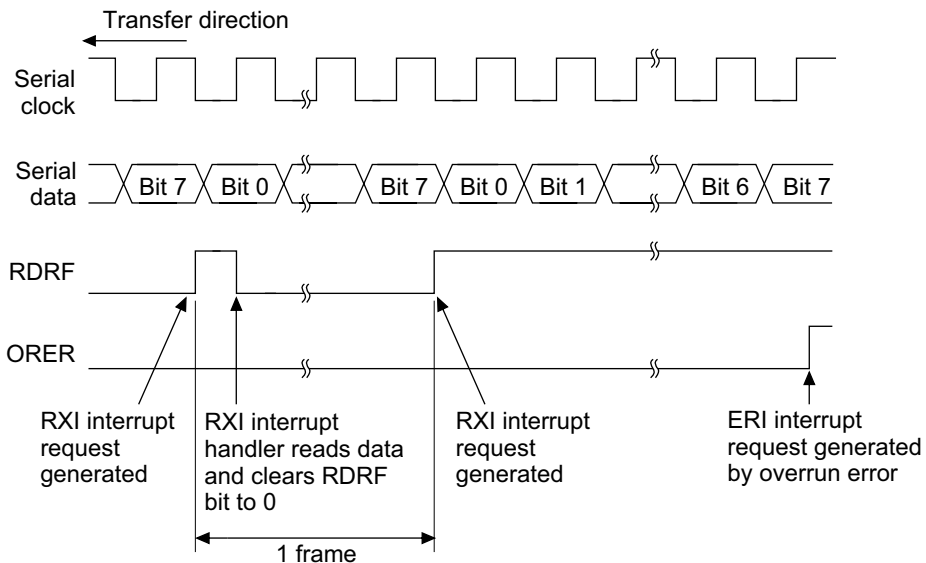 Transfer direction
Serial
clock
Serial
data
Bit 7
Bit 0
Bit 7
Bit 0
Bit 1
Bit 6
Bit 7
RDRF
ORER
RXI interrupt
request
generated
RXI interrupt
handler reads data
and clears RDRF
bit to 0
RXI interrupt
request
generated
ERI interrupt
request generated
by overrun error
1 frame